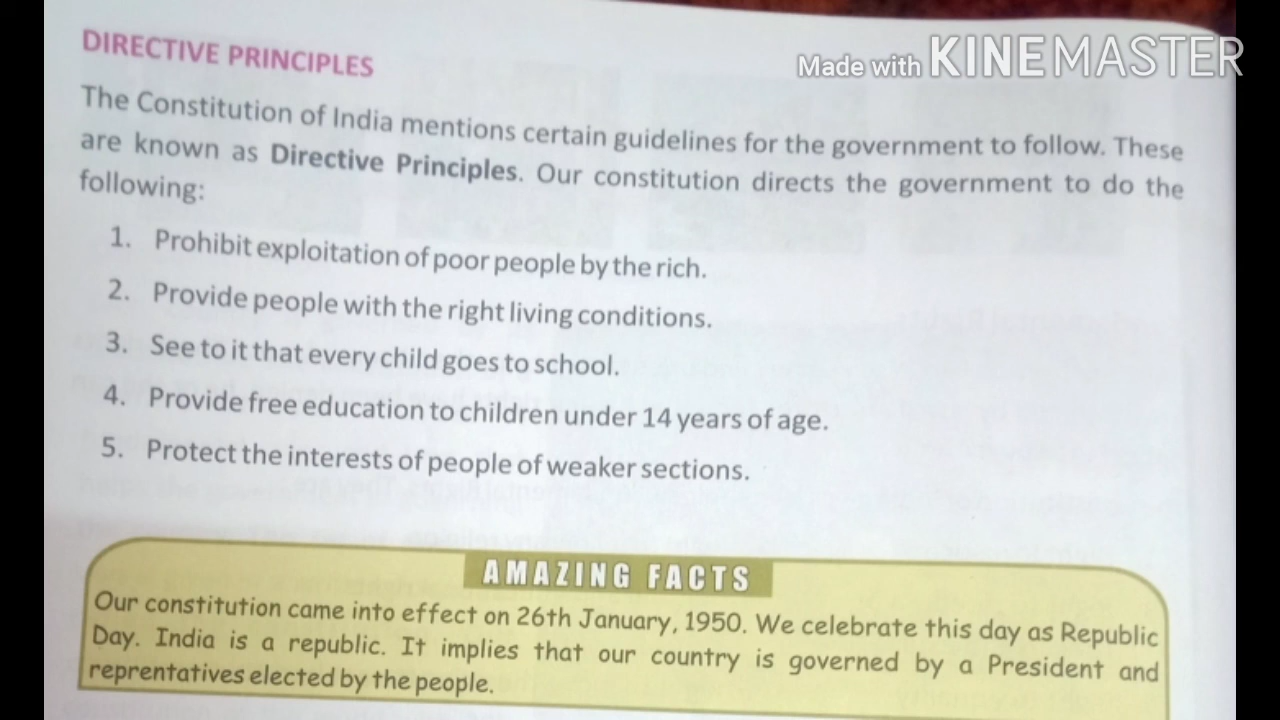 DIRECTIVE PRINCIPLES
Made with KINEMASTER
The Constitution of India mentions certain guidelines for the government to follow. These
are known as Directive Principles. Our constitution directs the government to do the
following:
1. Prohibit exploitation of poor people by the rich.
2. Provide people with the right living conditions.
3. See to it that every child goes to school.
4. Provide free education to children under 14 years of age.
5. Protect the interests of people of weaker sections.
AMAZING FACTS
Our constitution came into effect on 26th January, 1950. We celebrate this day as Republic
Day. India is a republic. It implies that our country is governed by a President and
reprentatives elected by the people.